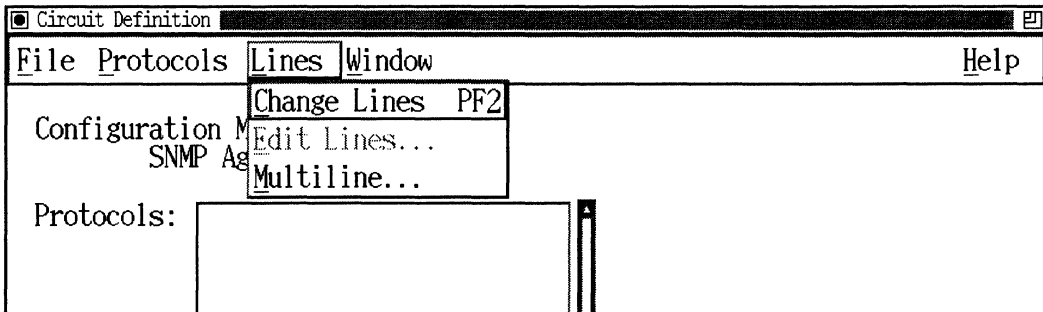 Circuit Definition
File Protocols Lines Window Help
Change Lines PF2
Edit Lines...
Multiline...
Configuration M
SNMP Ag
Protocols: